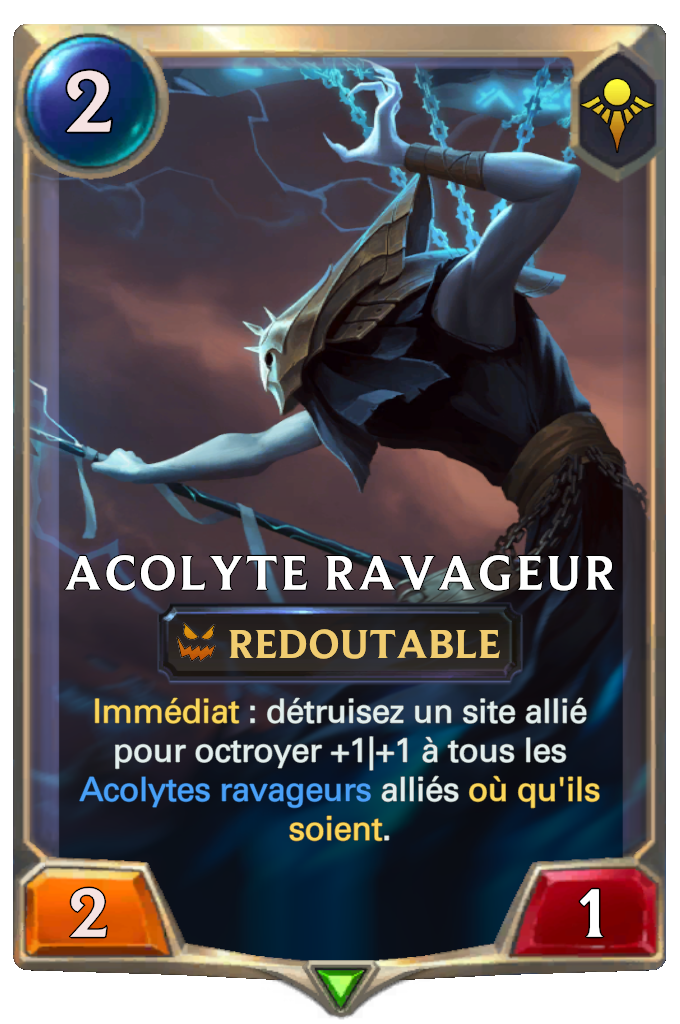 2
ACOLYTE RAVAGEUR
REDOUTABLE
Immédiat : détruisez un site allié
pour octroyer +1|+1 à tous les
Acolytes ravageurs alliés où qu'ils
soient.
2
1